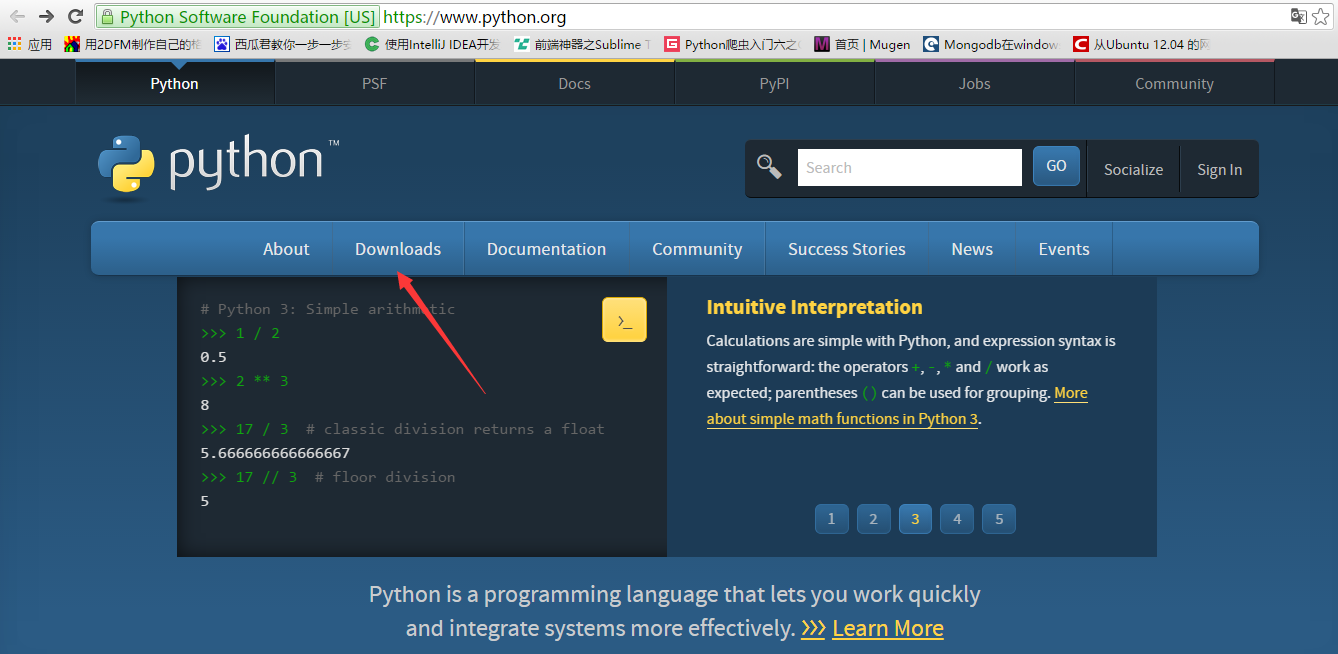 Python Software Foundation [US] https://www.python.org
应用 用2DFM制作自己的格 西瓜君教你一步一步安 使用IntelliJ IDEA开发 前端神器之Sublime T Python爬虫入门六之 首页 | Mugen Mongodb在window 从Ubuntu 12.04 的网
Python PSF Docs PyPI Jobs Community
python™
Search GO Socialize Sign In
About Downloads Documentation Community Success Stories News Events
# Python 3: Simple arithmetic
>>> 1 / 2
0.5
>>> 2 ** 3
8
>>> 17 / 3 # classic division returns a float
5.666666666666667
>>> 17 // 3 # floor division
5
>_
Intuitive Interpretation
Calculations are simple with Python, and expression syntax is
straightforward: the operators +, -, * and / work as
expected; parentheses () can be used for grouping. More
about simple math functions in Python 3.
1 2 3 4 5
Python is a programming language that lets you work quickly
and integrate systems more effectively. >>> Learn More